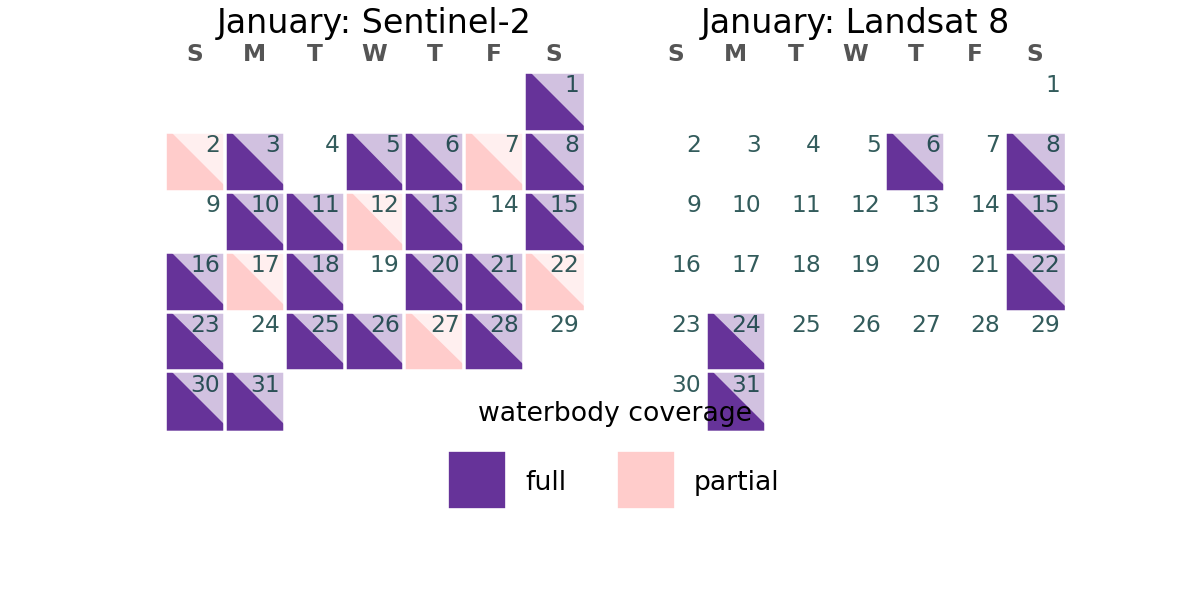 January: Sentinel-2
S M T W T F S
1
2 3 4 5 6 7 8
9 10 11 12 13 14 15
16 17 18 19 20 21 22
23 24 25 26 27 28 29
30 31
January: Landsat 8
S M T W T F S
1
2 3 4 5 6 7 8
9 10 11 12 13 14 15
16 17 18 19 20 21 22
23 24 25 26 27 28 29
30 31
waterbody coverage
full partial